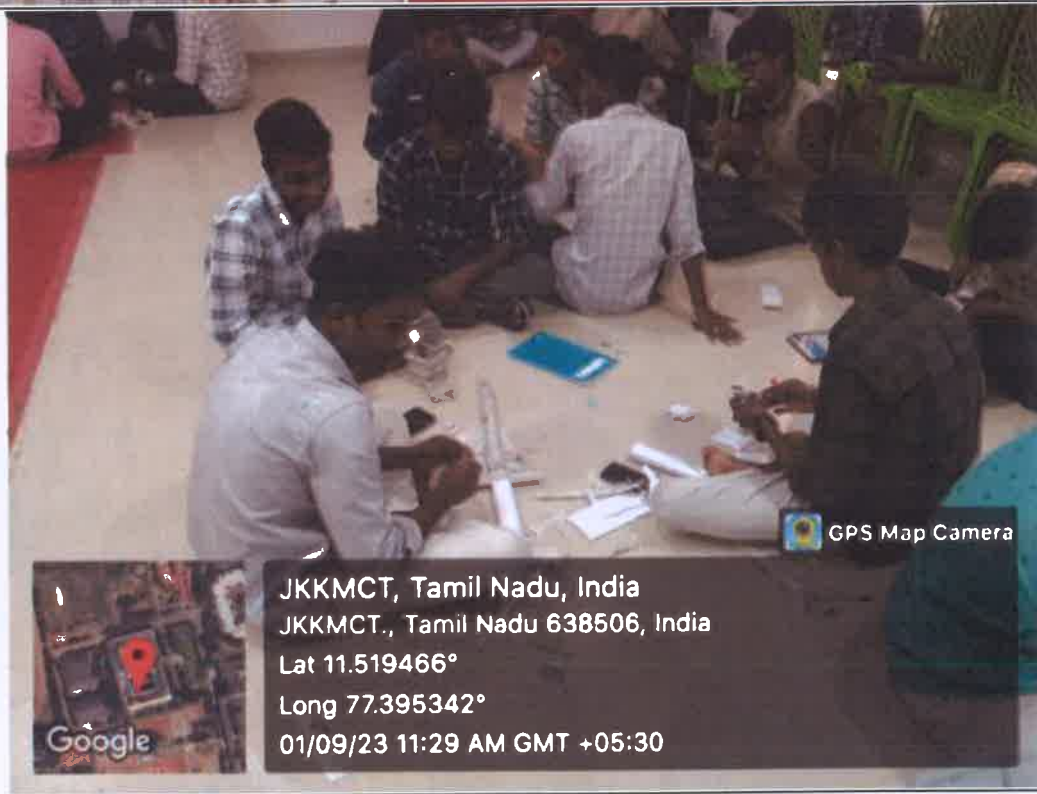 GPS Map Camera
JKKMCT, Tamil Nadu, India
JKKMCT., Tamil Nadu 638506, India
Lat 11.519466°
Long 77.395342°
01/09/23 11:29 AM GMT +05:30
Google